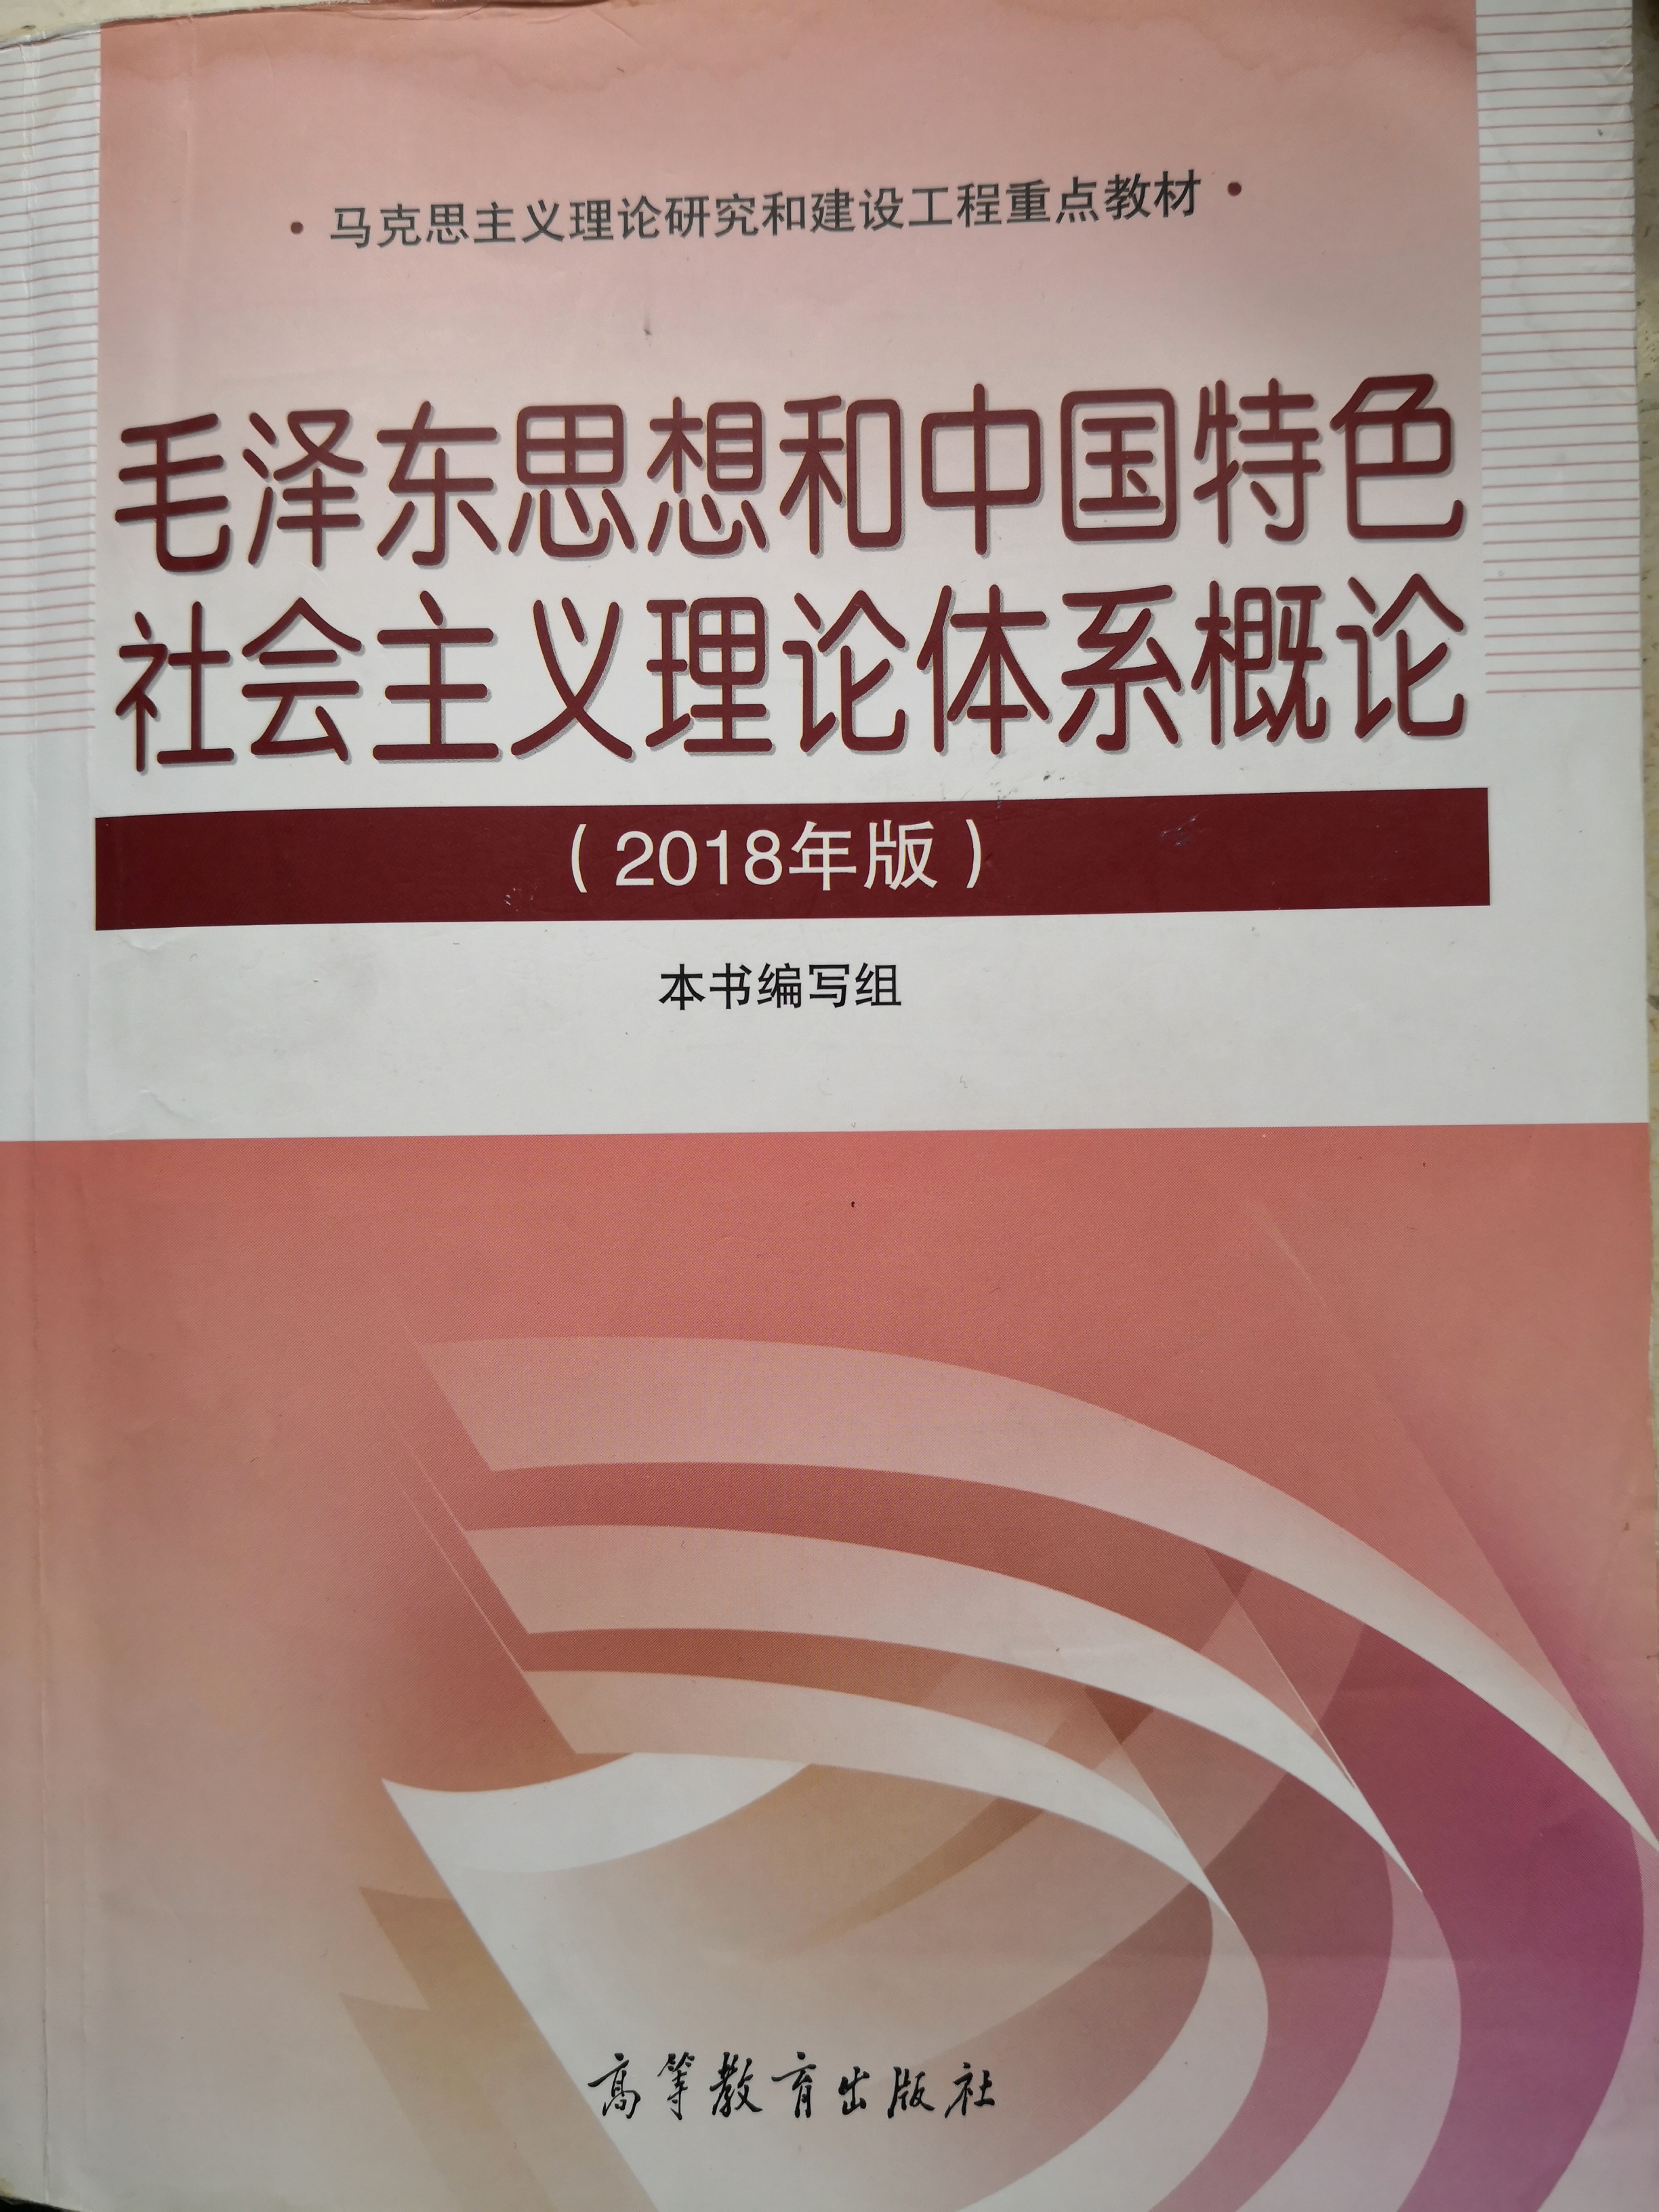 ·马克思主义理论研究和建设工程重点教材·
毛泽东思想和中国特色
社会主义理论体系概论
（2018年版）
本书编写组
高等教育出版社